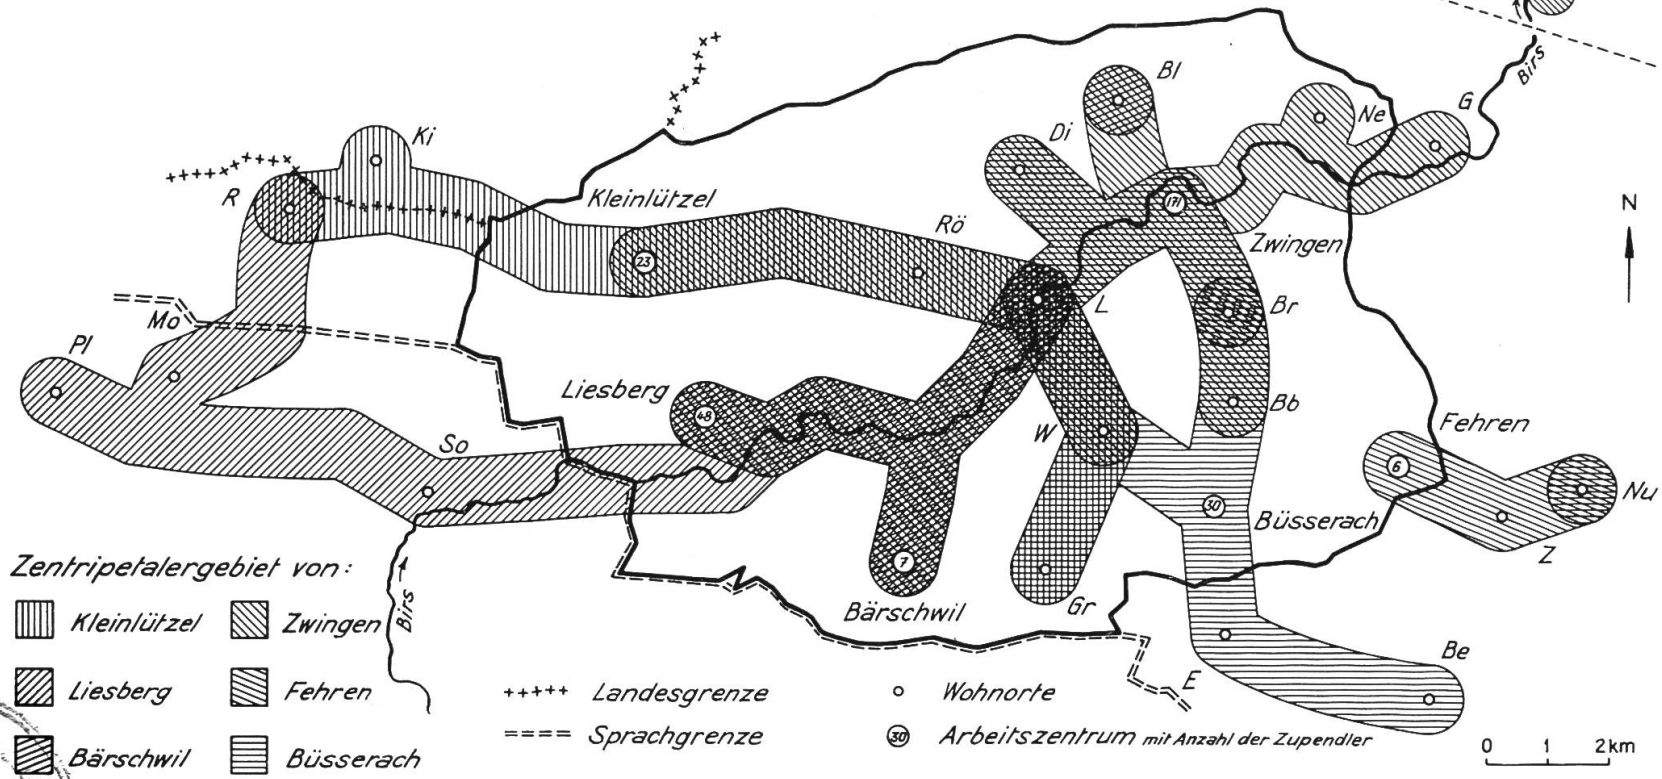 Birs
Bl
Ne
G
Ki
Di
R
Kleinlützel
Rö
N
171
Zwingen
23
Mo
L
Br
Pl
Liesberg
48
W
Bb
Fehren
So
6
Nu
30
Büsserach
Z
7
Bärschwil
Gr
Be
E
Zentripetalergebiet von:
Kleinlützel
Zwingen
Liesberg
Fehren
Bärschwil
Büsserach
Birs
Landesgrenze
Sprachgrenze
Wohnorte
30 Arbeitszentrum mit Anzahl der Zupendler
0 1 2km